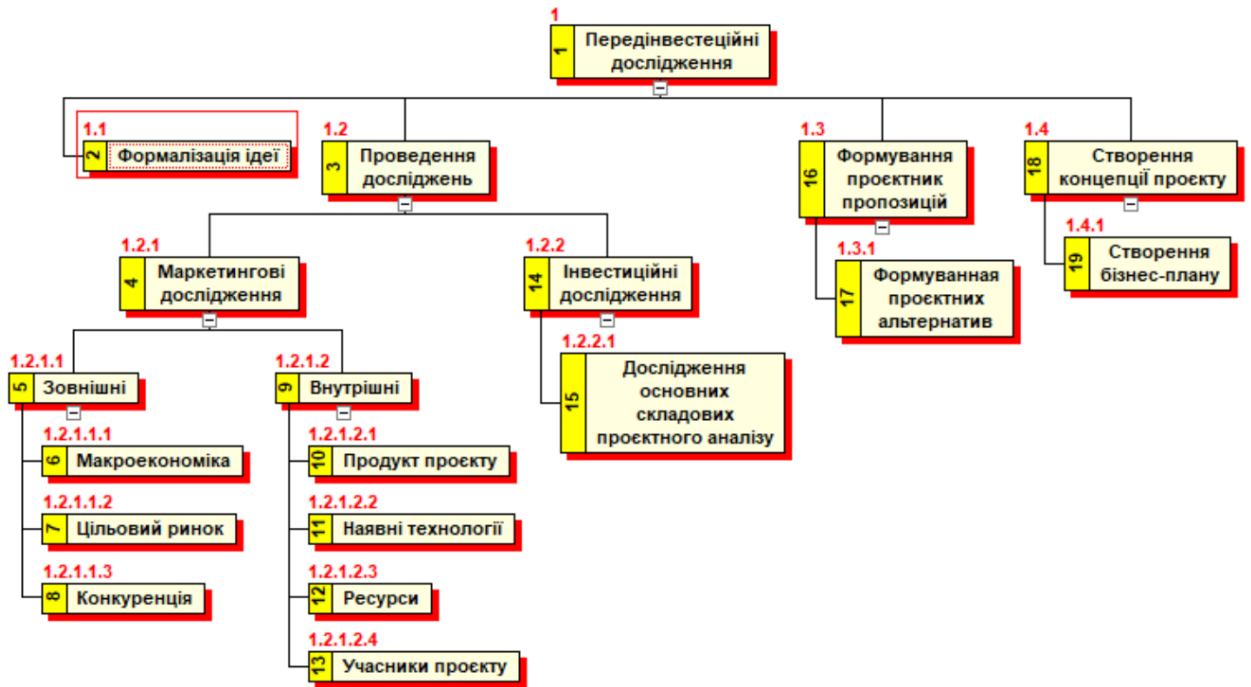 1
1
Передінвестеційні
дослідження
1.1
2
Формалізація ідеї
1.2
3
Проведення
досліджень
1.3
16
Формування
проєктник
пропозицій
1.4
18
Створення
концепції проєкту
1.2.1
4
Маркетингові
дослідження
1.2.2
14
Інвестиційні
дослідження
1.3.1
17
Формуванная
проєктних
альтернатив
1.4.1
19
Створення
бізнес-плану
1.2.1.1
5
Зовнішні
1.2.1.2
9
Внутрішні
1.2.2.1
15
Дослідження
основних
складових
проєктного аналізу
1.2.1.1.1
6
Макроекономіка
1.2.1.1.2
7
Цільовий ринок
1.2.1.1.3
8
Конкуренція
1.2.1.2.1
10
Продукт проєкту
1.2.1.2.2
11
Наявні технології
1.2.1.2.3
12
Ресурси
1.2.1.2.4
13
Учасники проєкту